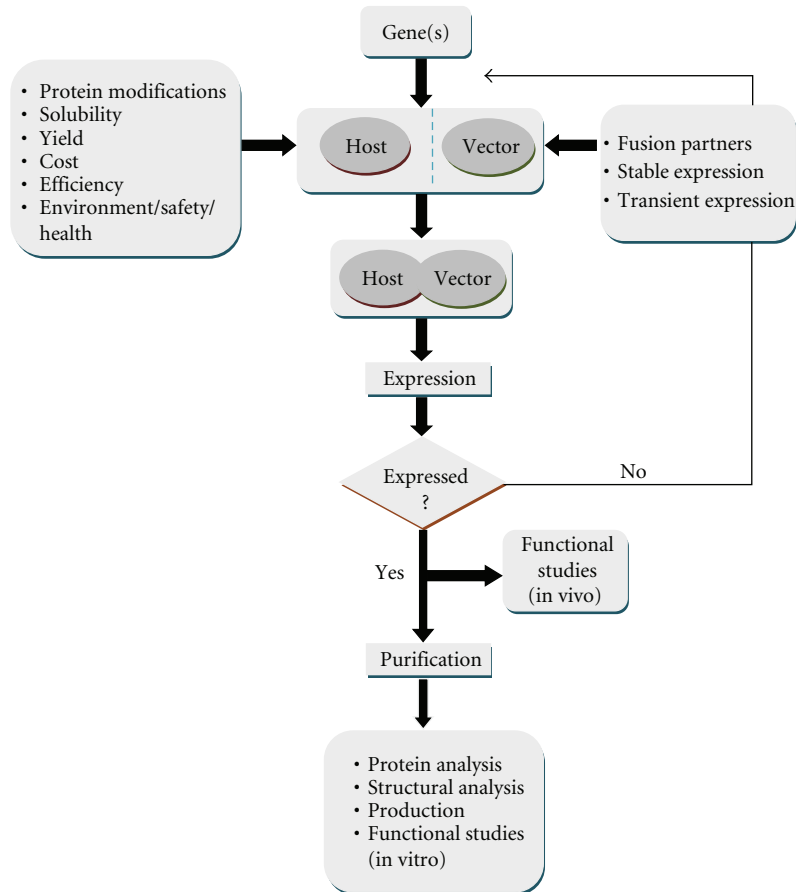 Gene(s)
• Protein modifications
• Solubility
• Yield
• Cost
• Efficiency
• Environment/safety/
health
Host
Vector
• Fusion partners
• Stable expression
• Transient expression
Host
Vector
Expression
Expressed
?
No
Yes
Functional
studies
(in vivo)
Purification
• Protein analysis
• Structural analysis
• Production
• Functional studies
(in vitro)